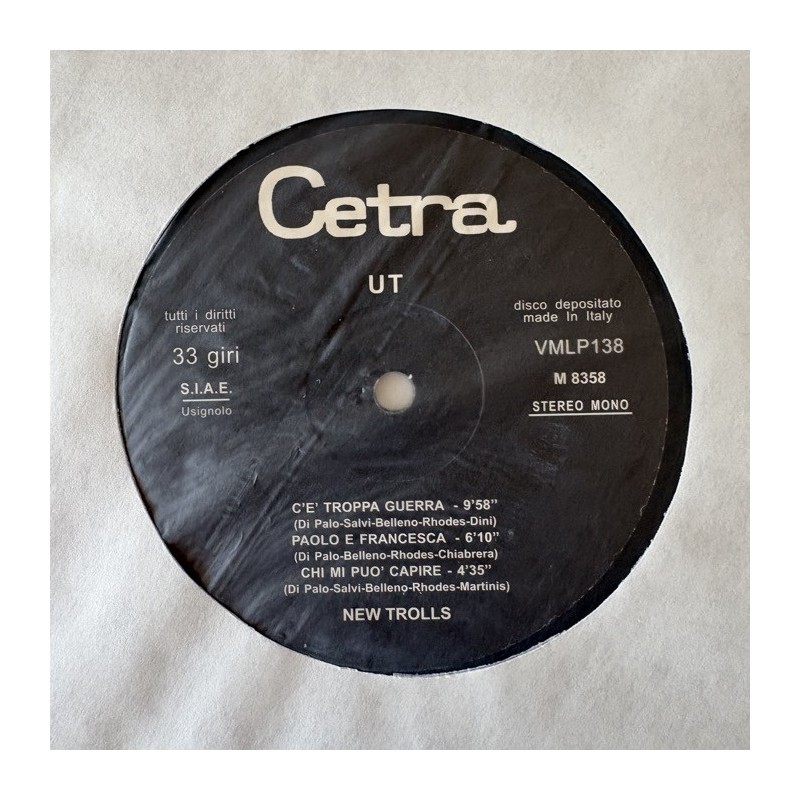 Cetra
UT
tutti i diritti
riservati
33 giri
S.I.A.E.
Usignolo
disco depositato
made In Italy
VMLP138
M 8358
STEREO MONO
C'E' TROPPA GUERRA - 9'58"
(Di Palo-Salvi-Belleno-Rhodes-Dini)
PAOLO E FRANCESCA - 6'10"
(Di Palo-Belleno-Rhodes-Chiabrera)
CHI MI PUO' CAPIRE - 4'35"
(Di Palo-Salvi-Belleno-Rhodes-Martinis)
NEW TROLLS